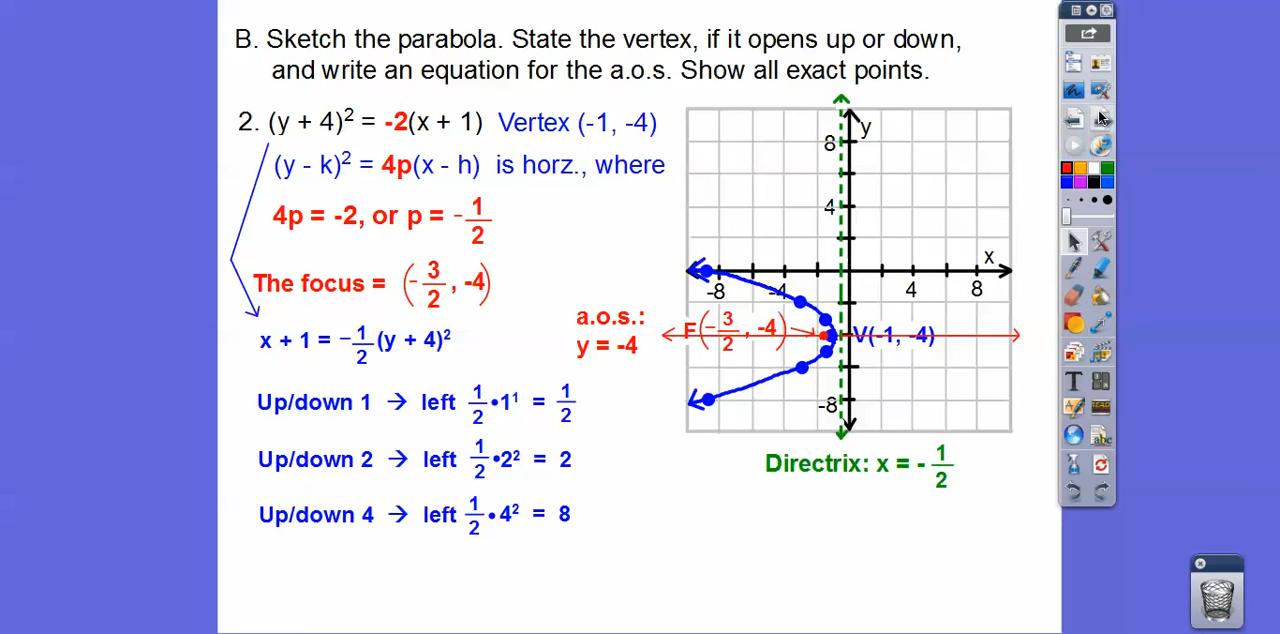 B. Sketch the parabola. State the vertex, if it opens up or down,
and write an equation for the a.o.s. Show all exact points.
2. (y + 4)² = -2(x + 1) Vertex (-1, -4)
(y - k)² = 4p(x - h) is horz., where
4p = -2, or p = -1/2
The focus = (-3/2, -4)
x + 1 = -1/2(y + 4)²
Up/down 1 → left 1/2•1¹ = 1/2
Up/down 2 → left 1/2•2² = 2
Up/down 4 → left 1/2•4² = 8
a.o.s.:
y = -4
y
8
4
x
-8 -4 4 8
F(-3/2, -4)
V(-1, -4)
-8
Directrix: x = -1/2